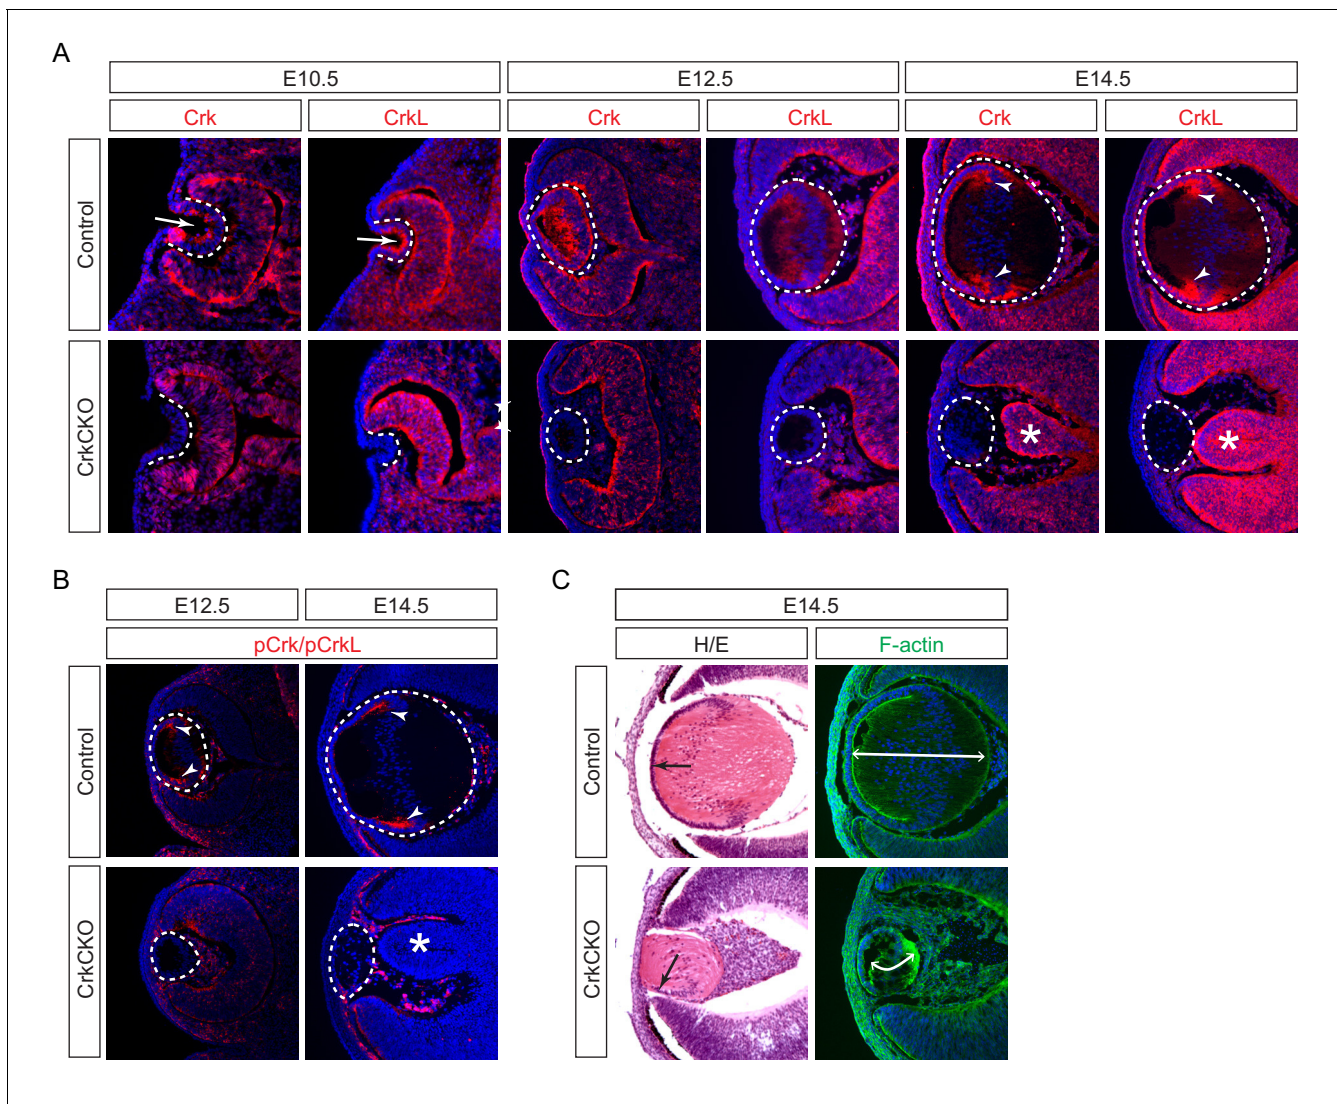 A
E10.5 E12.5 E14.5
Crk CrkL Crk CrkL Crk CrkL
Control
CrkCKO
*
*
B
E12.5 E14.5
pCrk/pCrkL
Control
CrkCKO
*
C
E14.5
H/E F-actin
Control
CrkCKO